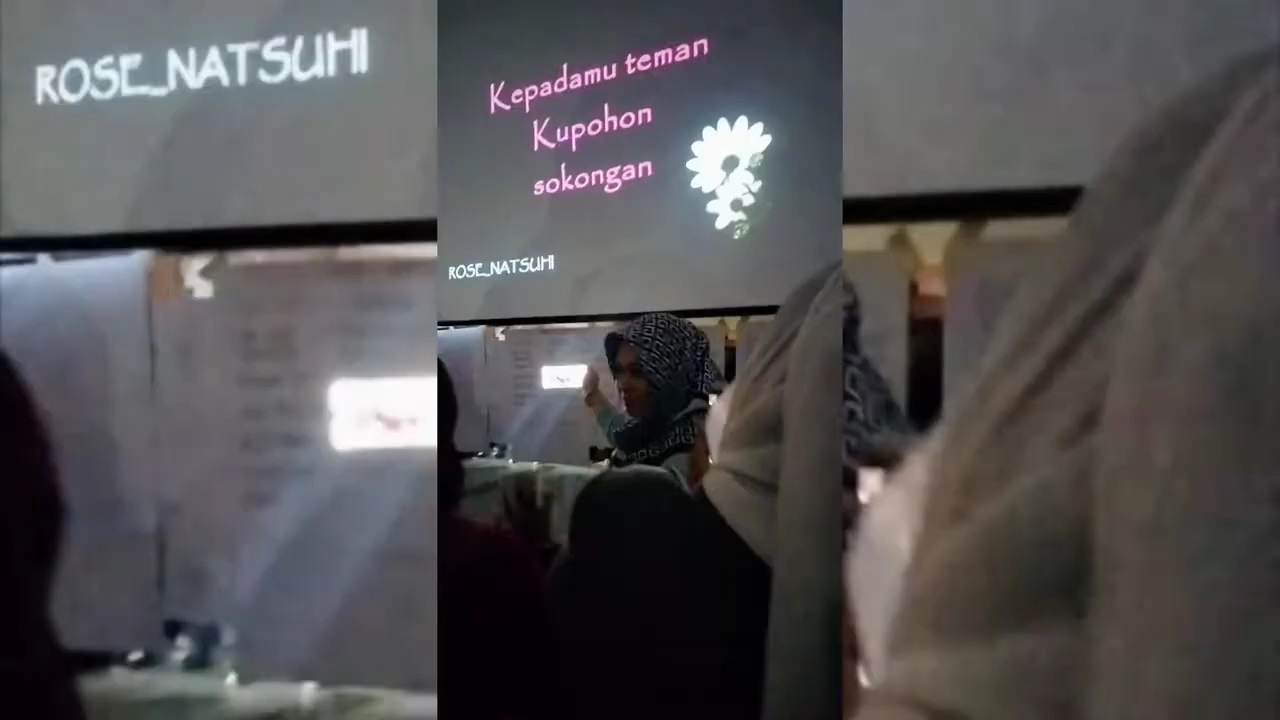 ROSE_NATSUHI
Kepadamu teman
Kupohon
sokongan
ROSE_NATSUHI